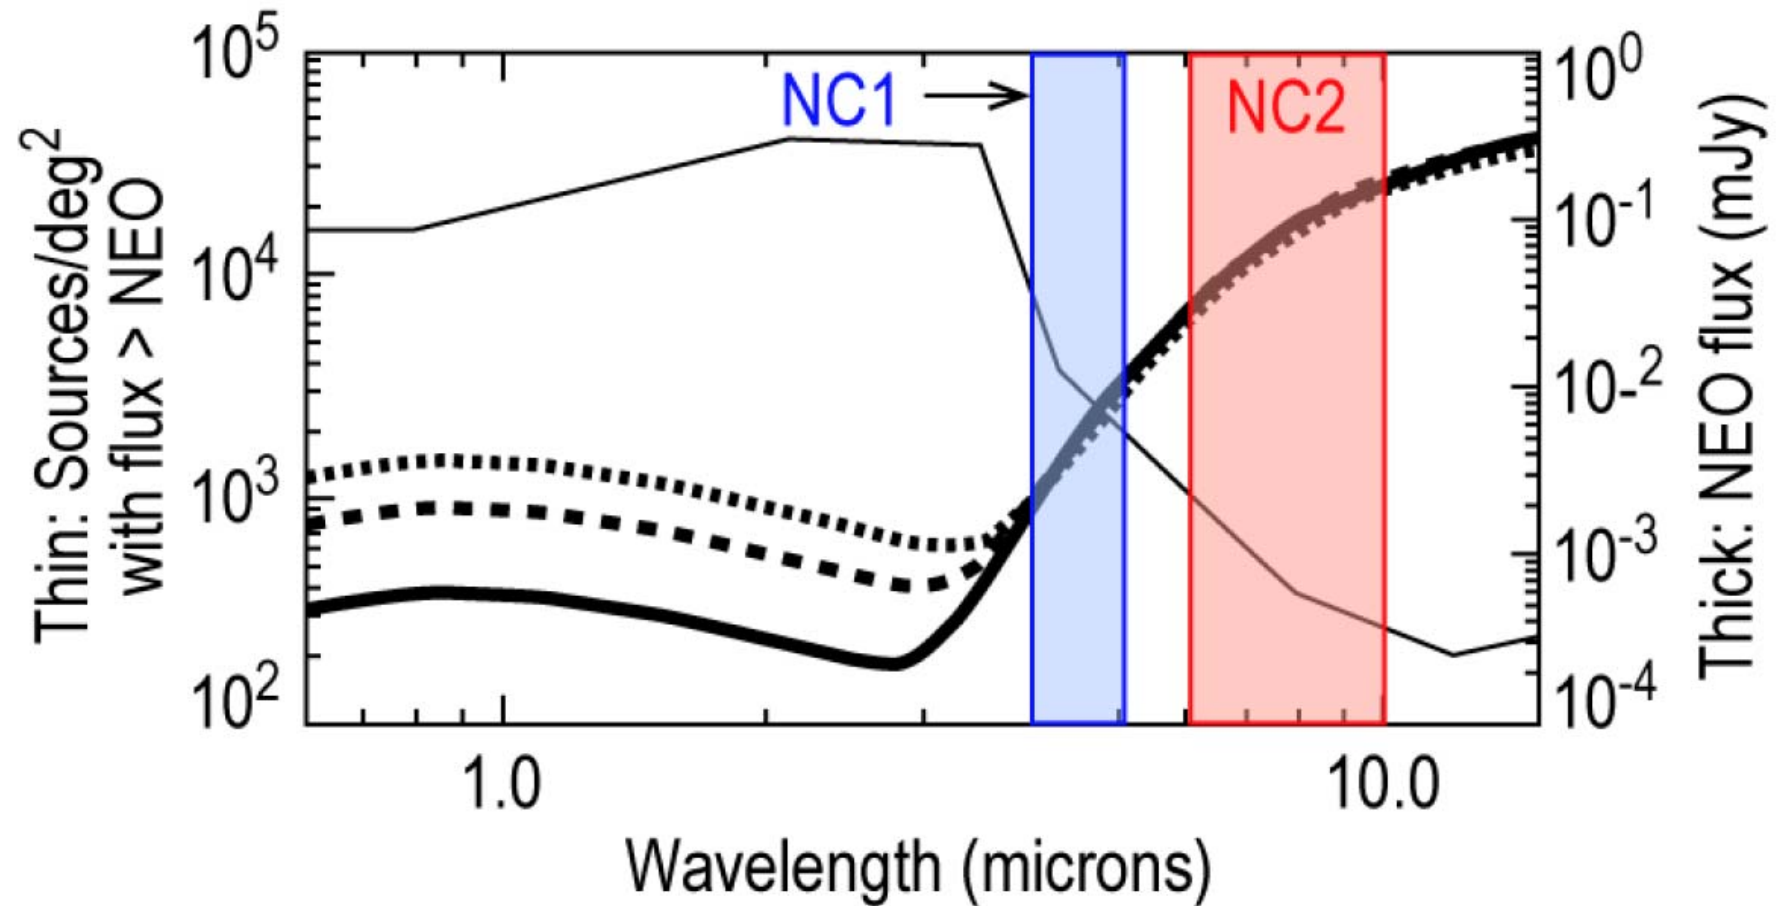 10^5
10^4
10^3
10^2
Thin: Sources/deg^2
with flux > NEO
NC1
NC2
10^0
10^-1
10^-2
10^-3
10^-4
Thick: NEO flux (mJy)
1.0
10.0
Wavelength (microns)